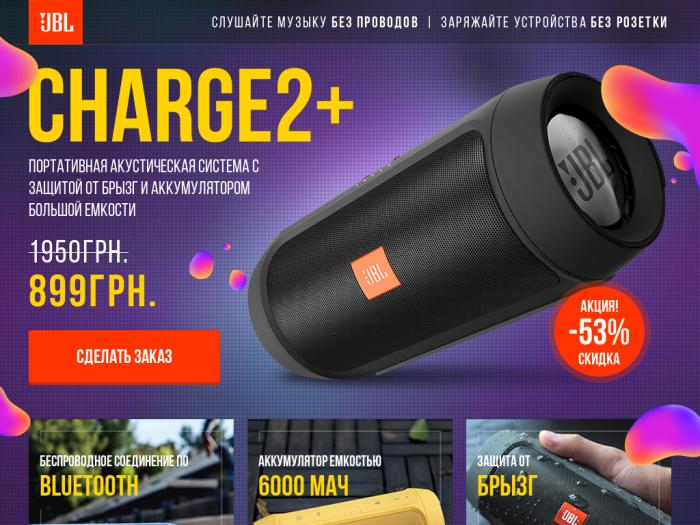 JBL
СЛУШАЙТЕ МУЗЫКУ БЕЗ ПРОВОДОВ | ЗАРЯЖАЙТЕ УСТРОЙСТВА БЕЗ РОЗЕТКИ
CHARGE2+
ПОРТАТИВНАЯ АКУСТИЧЕСКАЯ СИСТЕМА С
ЗАЩИТОЙ ОТ БРЫЗГ И АККУМУЛЯТОРОМ
БОЛЬШОЙ ЕМКОСТИ
1950ГРН.
899ГРН.
СДЕЛАТЬ ЗАКАЗ
JBL
JBL
АКЦИЯ!
-53%
СКИДКА
БЕСПРОВОДНОЕ СОЕДИНЕНИЕ ПО
BLUETOOTH
АККУМУЛЯТОР ЕМКОСТЬЮ
6000 МАЧ
ЗАЩИТА ОТ
БРЫЗГ
JBL